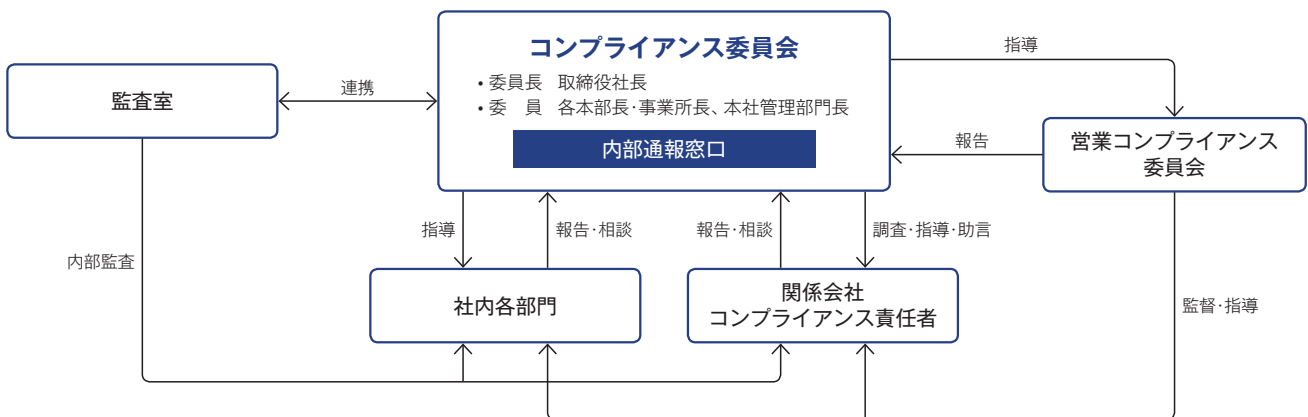 コンプライアンス委員会
・委員長　取締役社長
・委　員　各本部長・事業所長、本社管理部門長
内部通報窓口
監査室
連携
指導
報告
営業コンプライアンス
委員会
指導
報告・相談
報告・相談
調査・指導・助言
内部監査
社内各部門
関係会社
コンプライアンス責任者
監督・指導